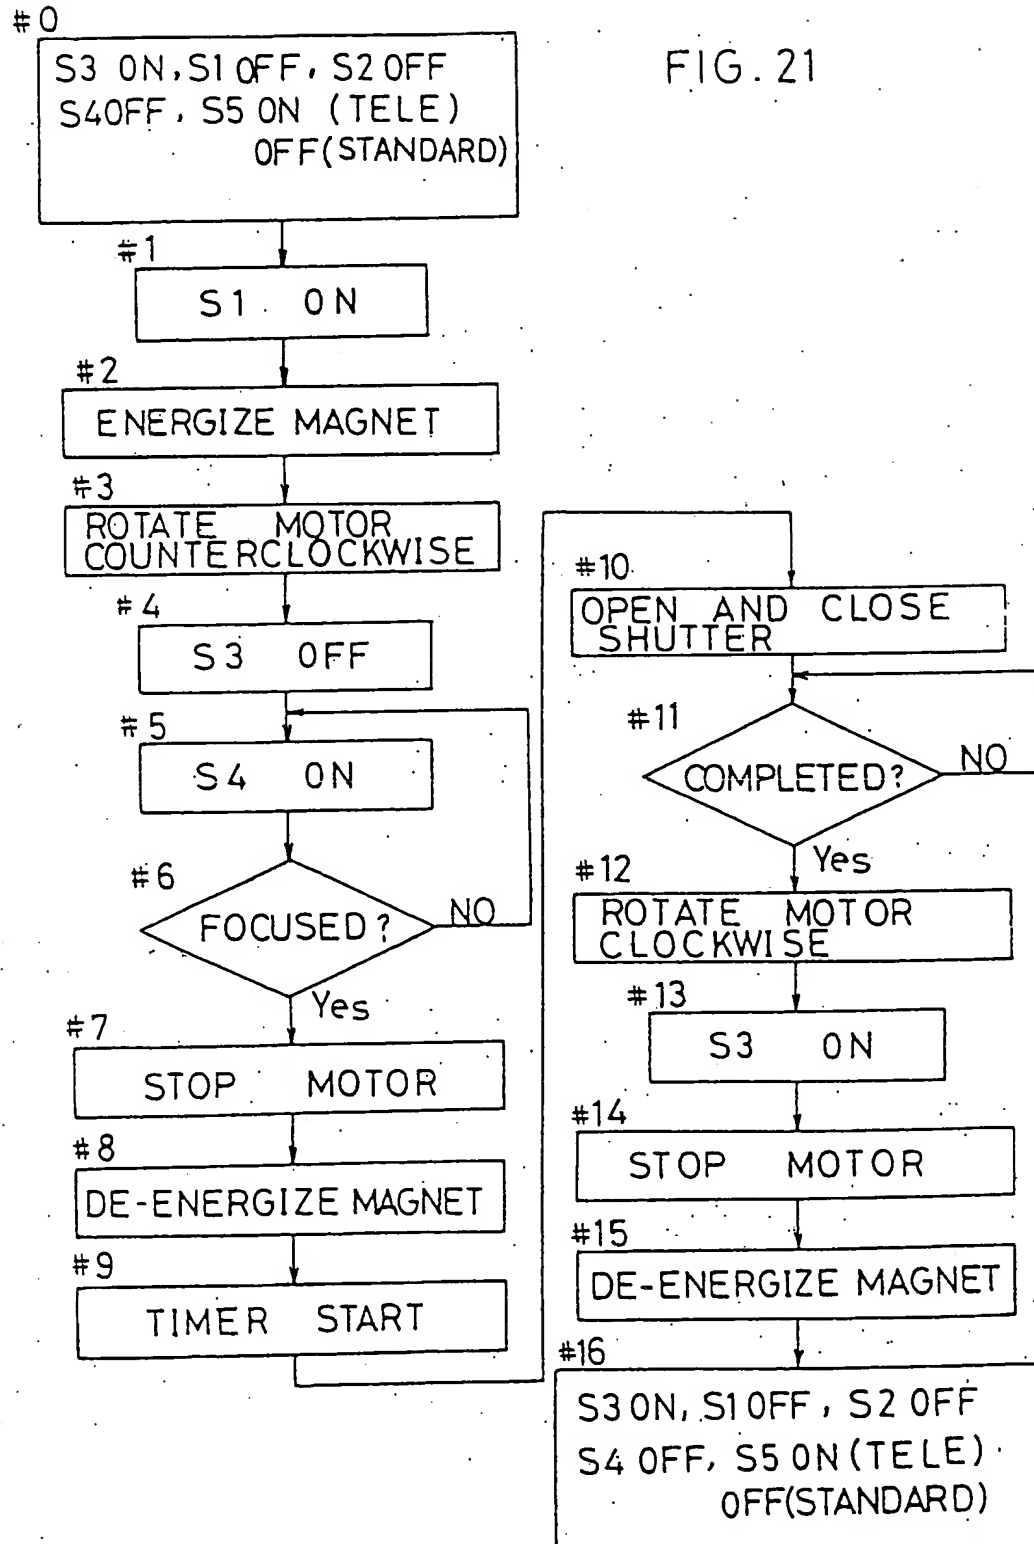 #0
S3 ON, S1 OFF, S2 OFF
S4 OFF, S5 ON (TELE)
OFF(STANDARD)
FIG. 21
#1
S1 ON
#2
ENERGIZE MAGNET
#3
ROTATE MOTOR
COUNTERCLOCKWISE
#4
S3 OFF
#5
S4 ON
#6
FOCUSED?
NO
Yes
#7
STOP MOTOR
#8
DE-ENERGIZE MAGNET
#9
TIMER START
#10
OPEN AND CLOSE
SHUTTER
#11
COMPLETED?
NO
Yes
#12
ROTATE MOTOR
CLOCKWISE
#13
S3 ON
#14
STOP MOTOR
#15
DE-ENERGIZE MAGNET
#16
S3 ON, S1 OFF, S2 OFF
S4 OFF, S5 ON (TELE)
OFF(STANDARD)